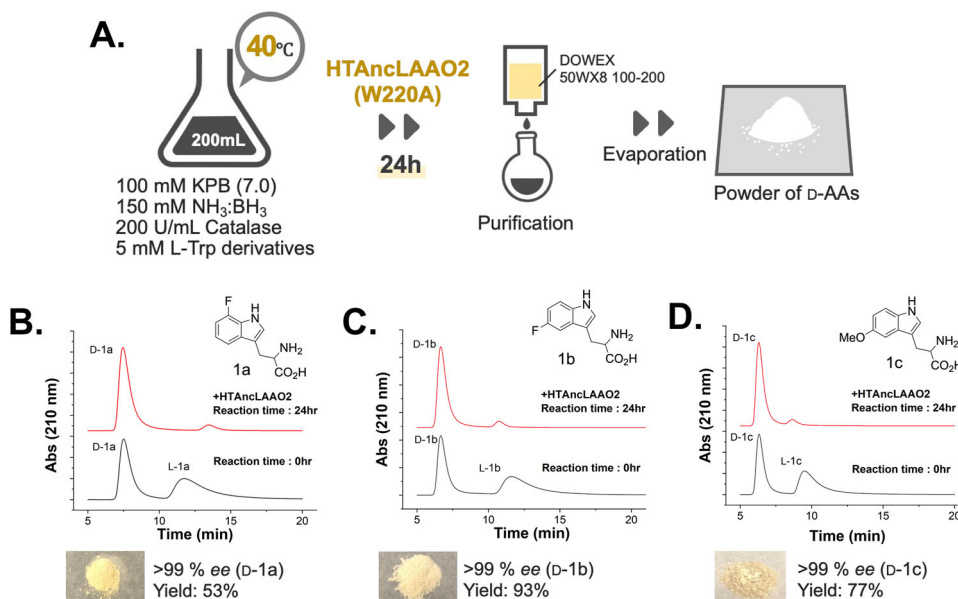 A.
40℃
200mL
100 mM KPB (7.0)
150 mM NH₃:BH₃
200 U/mL Catalase
5 mM L-Trp derivatives
HTAncLAAO2
(W220A)
24h
DOWEX
50WX8 100-200
Purification
Evaporation
Powder of D-AAs
B.
Abs (210 nm)
D-1a
F
H
N
NH₂
CO₂H
1a
+HTAncLAAO2
Reaction time : 24hr
D-1a
L-1a
Reaction time : 0hr
5 10 15 20
Time (min)
>99 % ee (D-1a)
Yield: 53%
C.
Abs (210 nm)
D-1b
H
N
F
NH₂
CO₂H
1b
+HTAncLAAO2
Reaction time : 24hr
D-1b
L-1b
Reaction time : 0hr
5 10 15 20
Time (min)
>99 % ee (D-1b)
Yield: 93%
D.
Abs (210 nm)
D-1c
H
N
MeO
NH₂
CO₂H
1c
+HTAncLAAO2
Reaction time : 24hr
D-1c
L-1c
Reaction time : 0hr
5 10 15 20
Time (min)
>99 % ee (D-1c)
Yield: 77%